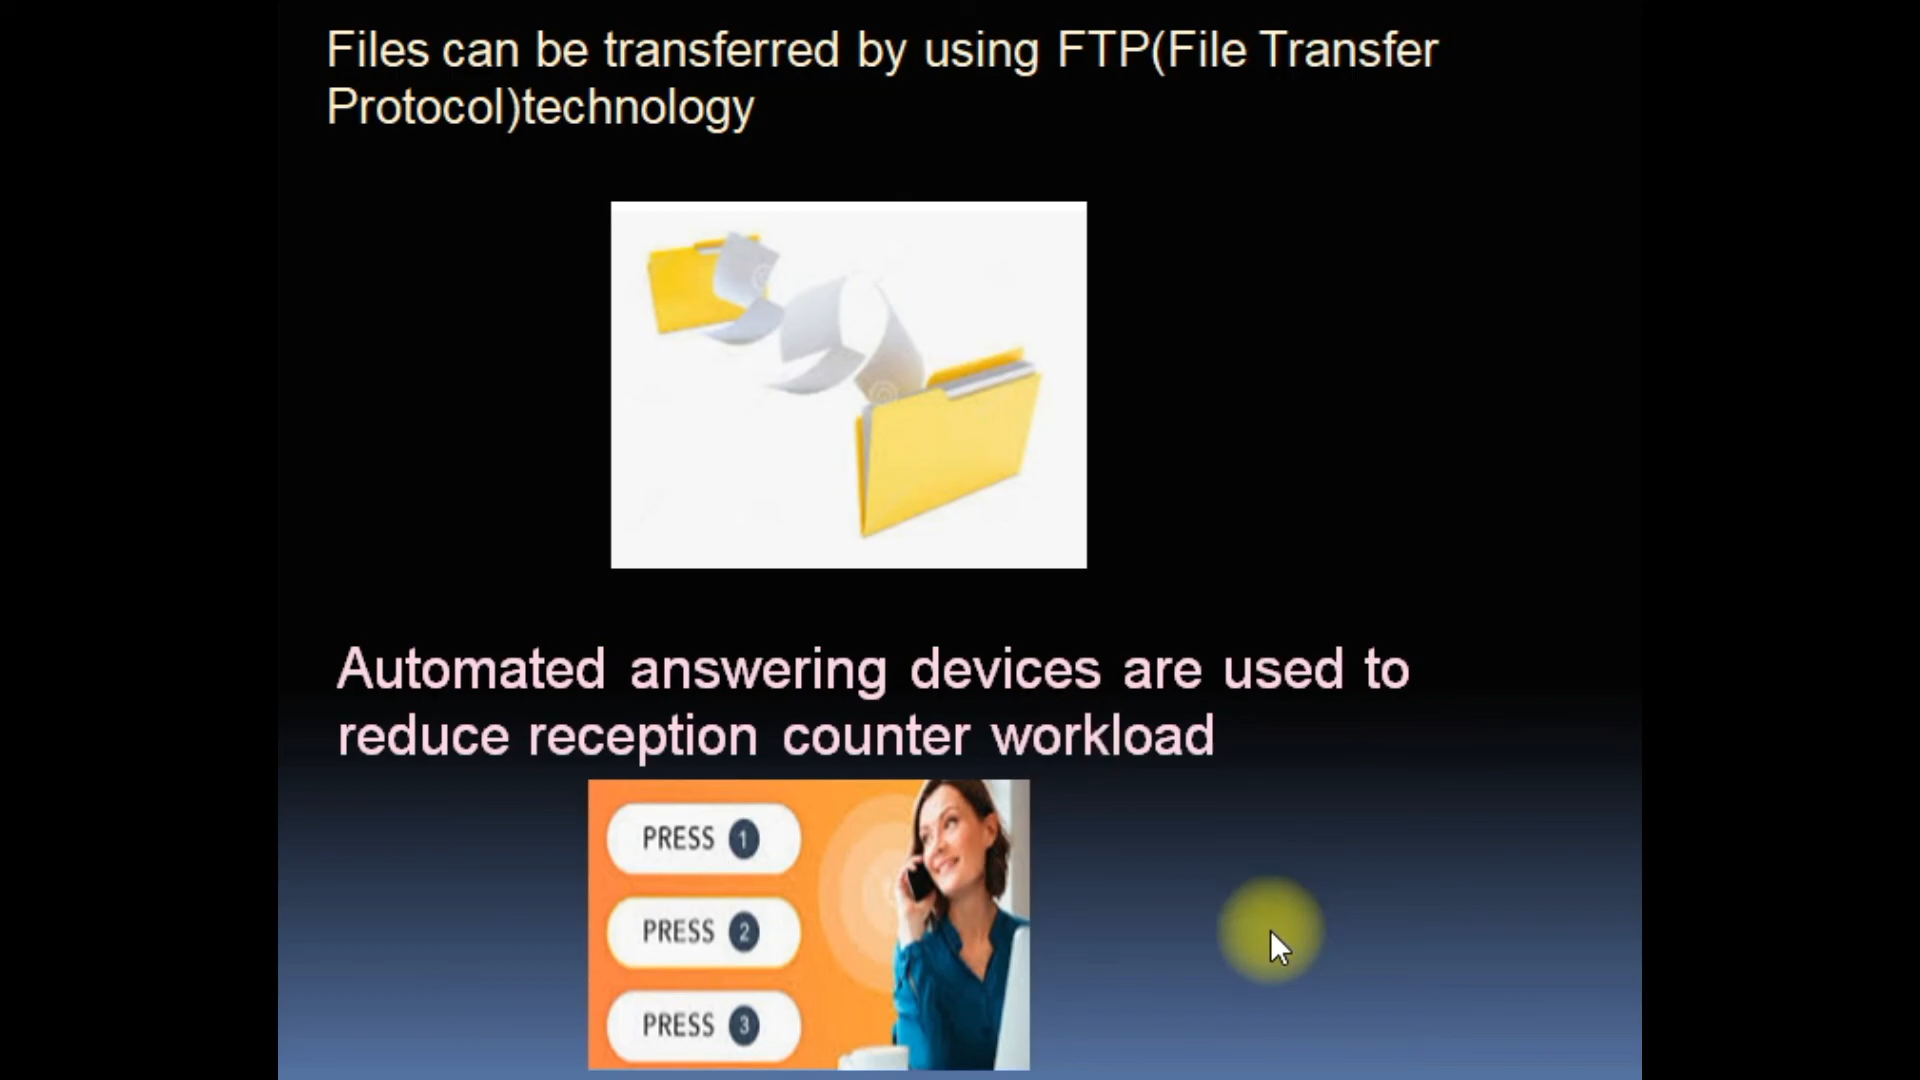 Files can be transferred by using FTP(File Transfer
Protocol)technology
Automated answering devices are used to
reduce reception counter workload
PRESS 1
PRESS 2
PRESS 3